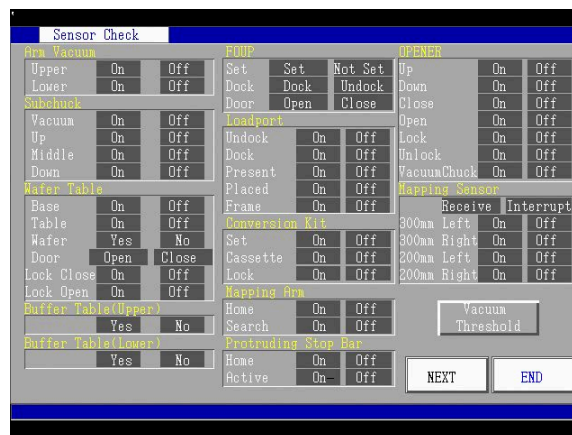 Sensor Check
Arm Vacuum
Upper On Off
Lower On Off
Subchuck
Vacuum On Off
Up On Off
Middle On Off
Down On Off
Wafer Table
Base On Off
Table On Off
Wafer Yes No
Door Open Close
Lock Close On Off
Lock Open On Off
Buffer Table(Upper)
Yes No
Buffer Table(Lower)
Yes No
FOUP
Set Set Not Set
Dock Dock Undock
Door Open Close
Loadport
Undock On Off
Dock On Off
Present On Off
Placed On Off
Frame On Off
Conversion Kit
Set On Off
Cassette On Off
Lock On Off
Mapping Arm
Home On Off
Search On Off
Protruding Stop Bar
Home On Off
Active On Off
OPENER
Up On Off
Down On Off
Close On Off
Open On Off
Lock On Off
Unlock On Off
VacuumChuck On Off
Mapping Sensor
Receive Interrupt
300mm Left On Off
300mm Right On Off
200mm Left On Off
200mm Right On Off
Vacuum
Threshold
NEXT END